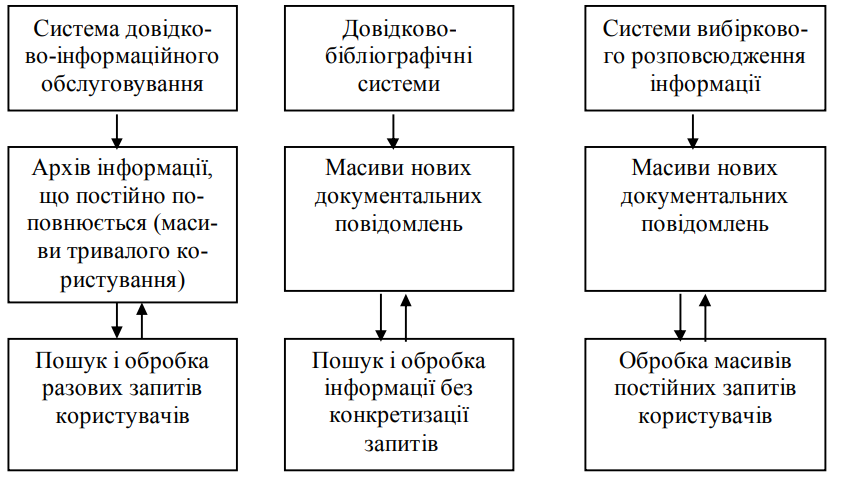 Система довідко-
во-інформаційного
обслуговування
Довідково-
бібліографічні
системи
Системи вибірково-
го розповсюдження
інформації
Архів інформації,
що постійно по-
повнюється (маси-
ви тривалого ко-
ристування)
Масиви нових
документальних
повідомлень
Масиви нових
документальних
повідомлень
Пошук і обробка
разових запитів
користувачів
Пошук і обробка
інформації без
конкретизації
запитів
Обробка масивів
постійних запитів
користувачів